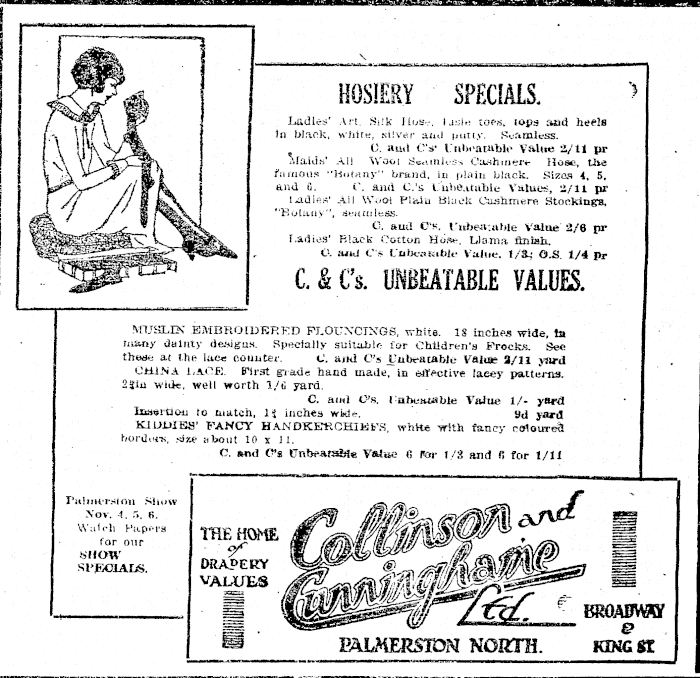 HOSIERY SPECIALS.
Ladies' Art. Silk Hose, Lisle toes, tops and heels
in black, white, silver and putty. Seamless.
C. and C's' Unbeatable Value 2/11 pr
Maids' All Wool Seamless Cashmere Hose, the
famous "Botany" brand, in plain black. Sizes 4, 5,
and 6. C. and C.'s Unbeatable Values, 2/11 pr
Ladies' All Wool Plain Black Cashmere Stockings,
"Botany", seamless.
C. and C's. Unbeatable Value 2/6 pr
Ladies' Black Cotton Hose, Llama finish.
C. and C's Unbeatable Value. 1/3; O.S. 1/4 pr
C. & C's. UNBEATABLE VALUES.
MUSLIN EMBROIDERED FLOUNCINGS, white. 18 inches wide, in
many dainty designs. Specially suitable for Children's Frocks. See
these at the lace counter. C. and C's Unbeatable Value 2/11 yard
CHINA LACE. First grade hand made, in effective lacey patterns.
wide, well worth 1/6 yard.
C. and C's. Unbeatable Value 1/- yard
Insertion to match, inches wide. 9d yard
KIDDIES' FANCY HANDKERCHIEFS, white with fancy coloured
borders, size about 10 x 11.
C. and C's Unbeatable Value 6 for 1/3 and 6 for 1/11
Palmerston Show
Nov. 4, 5, 6.
Watch Papers
for our
SHOW
SPECIALS.
THE HOME
of
DRAPERY
VALUES
Collinson and
Cunninghame
Ltd.
PALMERSTON NORTH.
BROADWAY
&
KING ST.